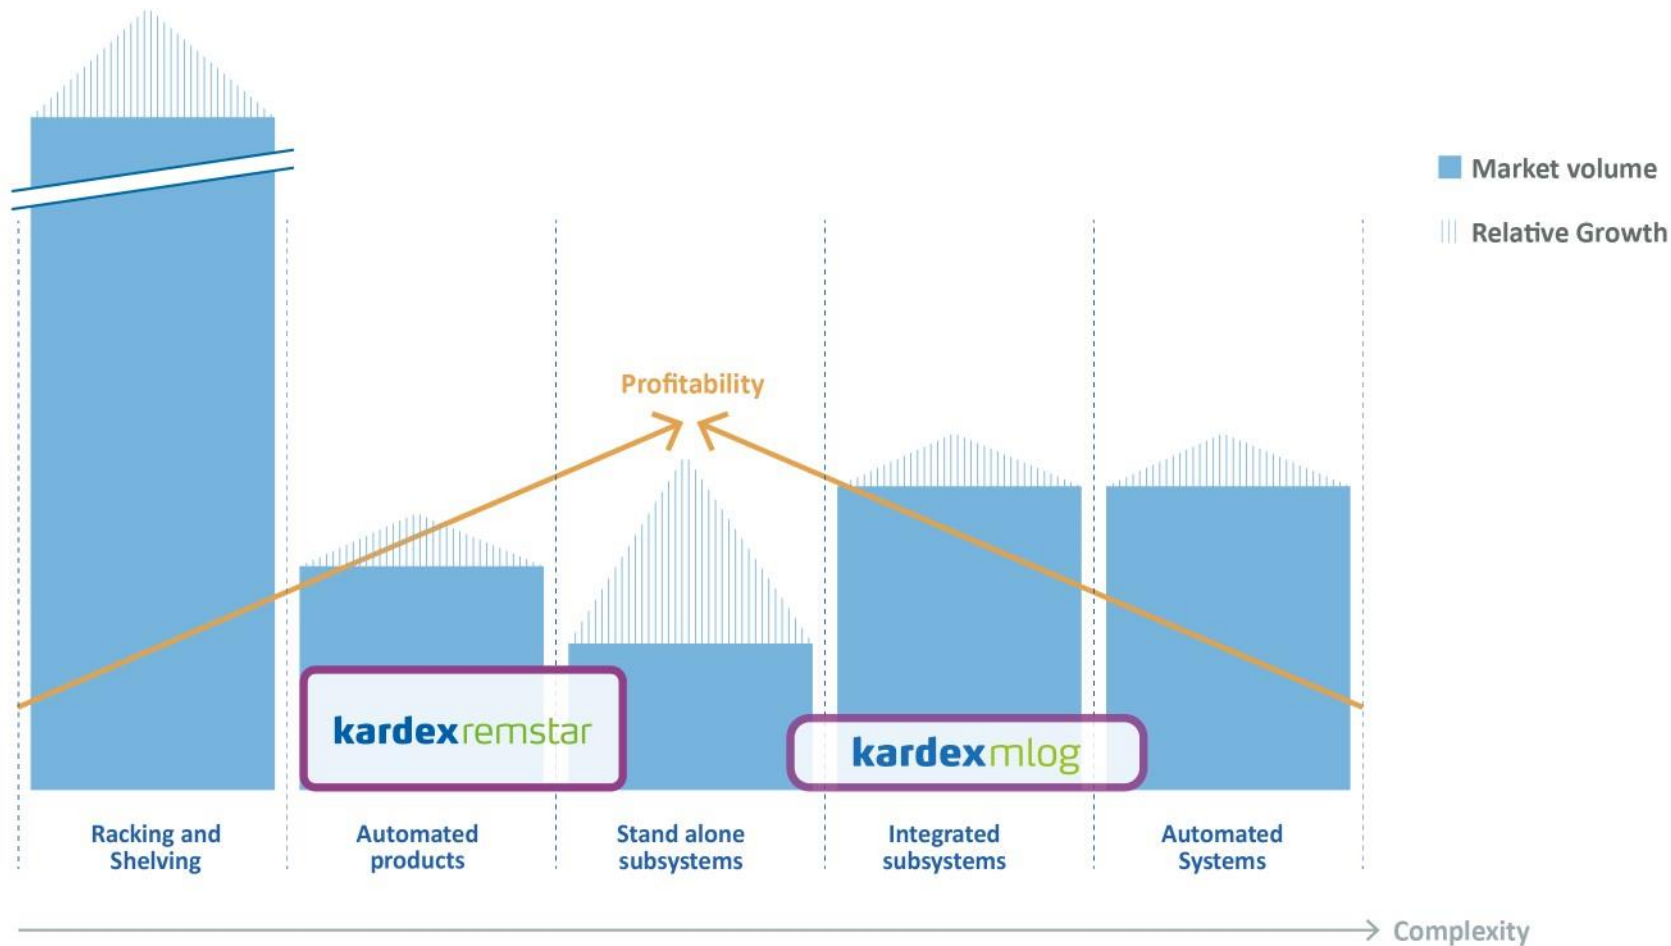 Market volume
Relative Growth
Profitability
kardexremstar
kardexmlog
Racking and
Shelving
Automated
products
Stand alone
subsystems
Integrated
subsystems
Automated
Systems
Complexity